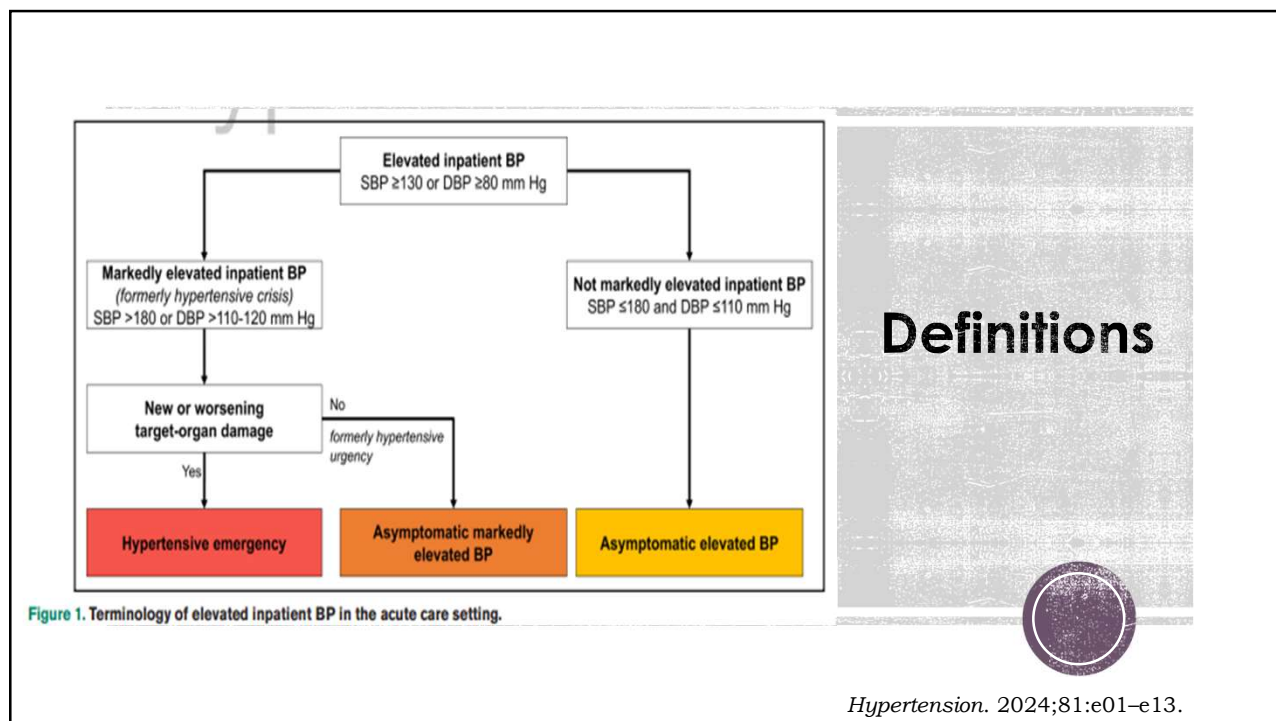 Elevated inpatient BP
SBP ≥130 or DBP ≥80 mm Hg
Markedly elevated inpatient BP
(formerly hypertensive crisis)
SBP >180 or DBP >110-120 mm Hg
Not markedly elevated inpatient BP
SBP ≤180 and DBP ≤110 mm Hg
New or worsening
target-organ damage
No
formerly hypertensive
urgency
Yes
Hypertensive emergency
Asymptomatic markedly
elevated BP
Asymptomatic elevated BP
Figure 1. Terminology of elevated inpatient BP in the acute care setting.
Definitions
Hypertension. 2024;81:e01–e13.